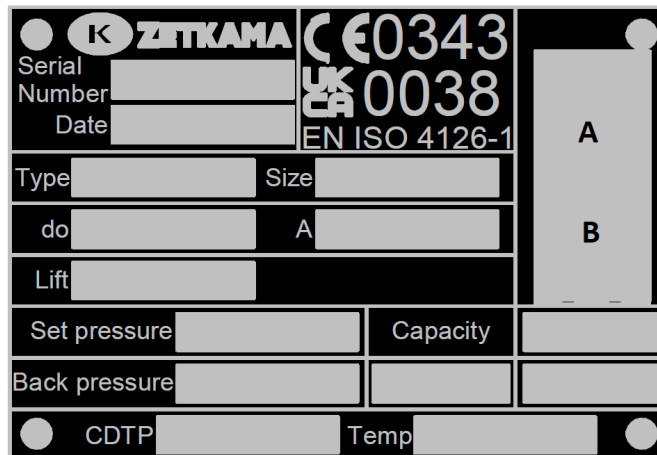 K ZETKAMA
CE 0343
Serial
Number
UK
CA 0038
Date
EN ISO 4126-1
A
Type
Size
do
A
B
Lift
Set pressure
Capacity
Back pressure
CDTP
Temp